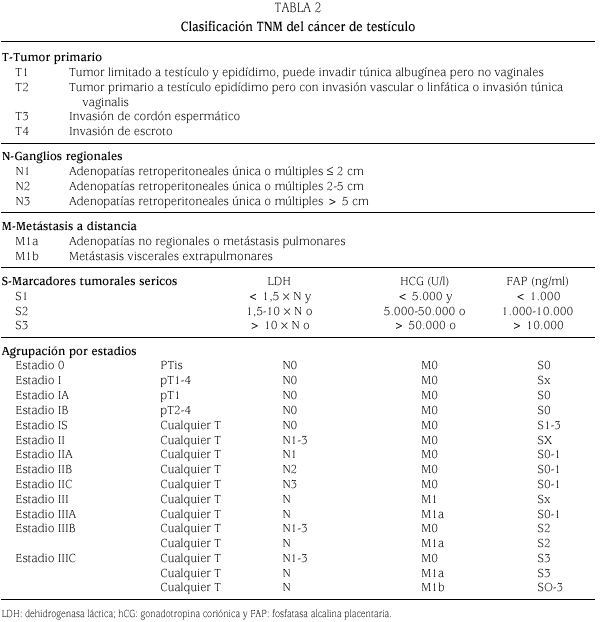 TABLA 2
Clasificación TNM del cáncer de testículo
T-Tumor primario
T1 Tumor limitado a testículo y epidídimo, puede invadir túnica albugínea pero no vaginales
T2 Tumor primario a testículo epidídimo pero con invasión vascular o linfática o invasión túnica
vaginalis
T3 Invasión de cordón espermático
T4 Invasión de escroto
N-Ganglios regionales
N1 Adenopatías retroperitoneales única o múltiples ≤ 2 cm
N2 Adenopatías retroperitoneales única o múltiples 2-5 cm
N3 Adenopatías retroperitoneales única o múltiples > 5 cm
M-Metástasis a distancia
M1a Adenopatías no regionales o metástasis pulmonares
M1b Metástasis viscerales extrapulmonares
S-Marcadores tumorales sericos LDH HCG (U/l) FAP (ng/ml)
S1 < 1,5 × N y < 5.000 y < 1.000
S2 1,5-10 × N o 5.000-50.000 o 1.000-10.000
S3 > 10 × N o > 50.000 o > 10.000
Agrupación por estadios
Estadio 0 PTis N0 M0 S0
Estadio I pT1-4 N0 M0 Sx
Estadio IA pT1 N0 M0 S0
Estadio IB pT2-4 N0 M0 S0
Estadio IS Cualquier T N0 M0 S1-3
Estadio II Cualquier T N1-3 M0 SX
Estadio IIA Cualquier T N1 M0 S0-1
Estadio IIB Cualquier T N2 M0 S0-1
Estadio IIC Cualquier T N3 M0 S0-1
Estadio III Cualquier T N M1 Sx
Estadio IIIA Cualquier T N M1a S0-1
Estadio IIIB Cualquier T N1-3 M0 S2
Cualquier T N M1a S2
Estadio IIIC Cualquier T N1-3 M0 S3
Cualquier T N M1a S3
Cualquier T N M1b SO-3
LDH: dehidrogenasa láctica; hCG: gonadotropina coriónica y FAP: fosfatasa alcalina placentaria.